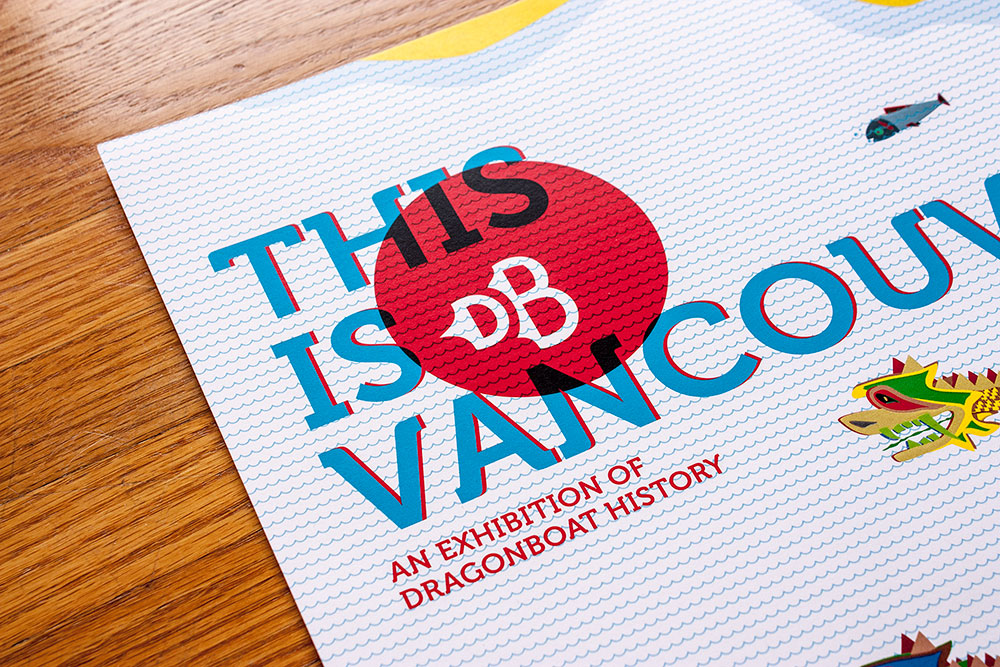 THIS
DB
IS
VANCOUV
AN EXHIBITION OF
DRAGONBOAT HISTORY